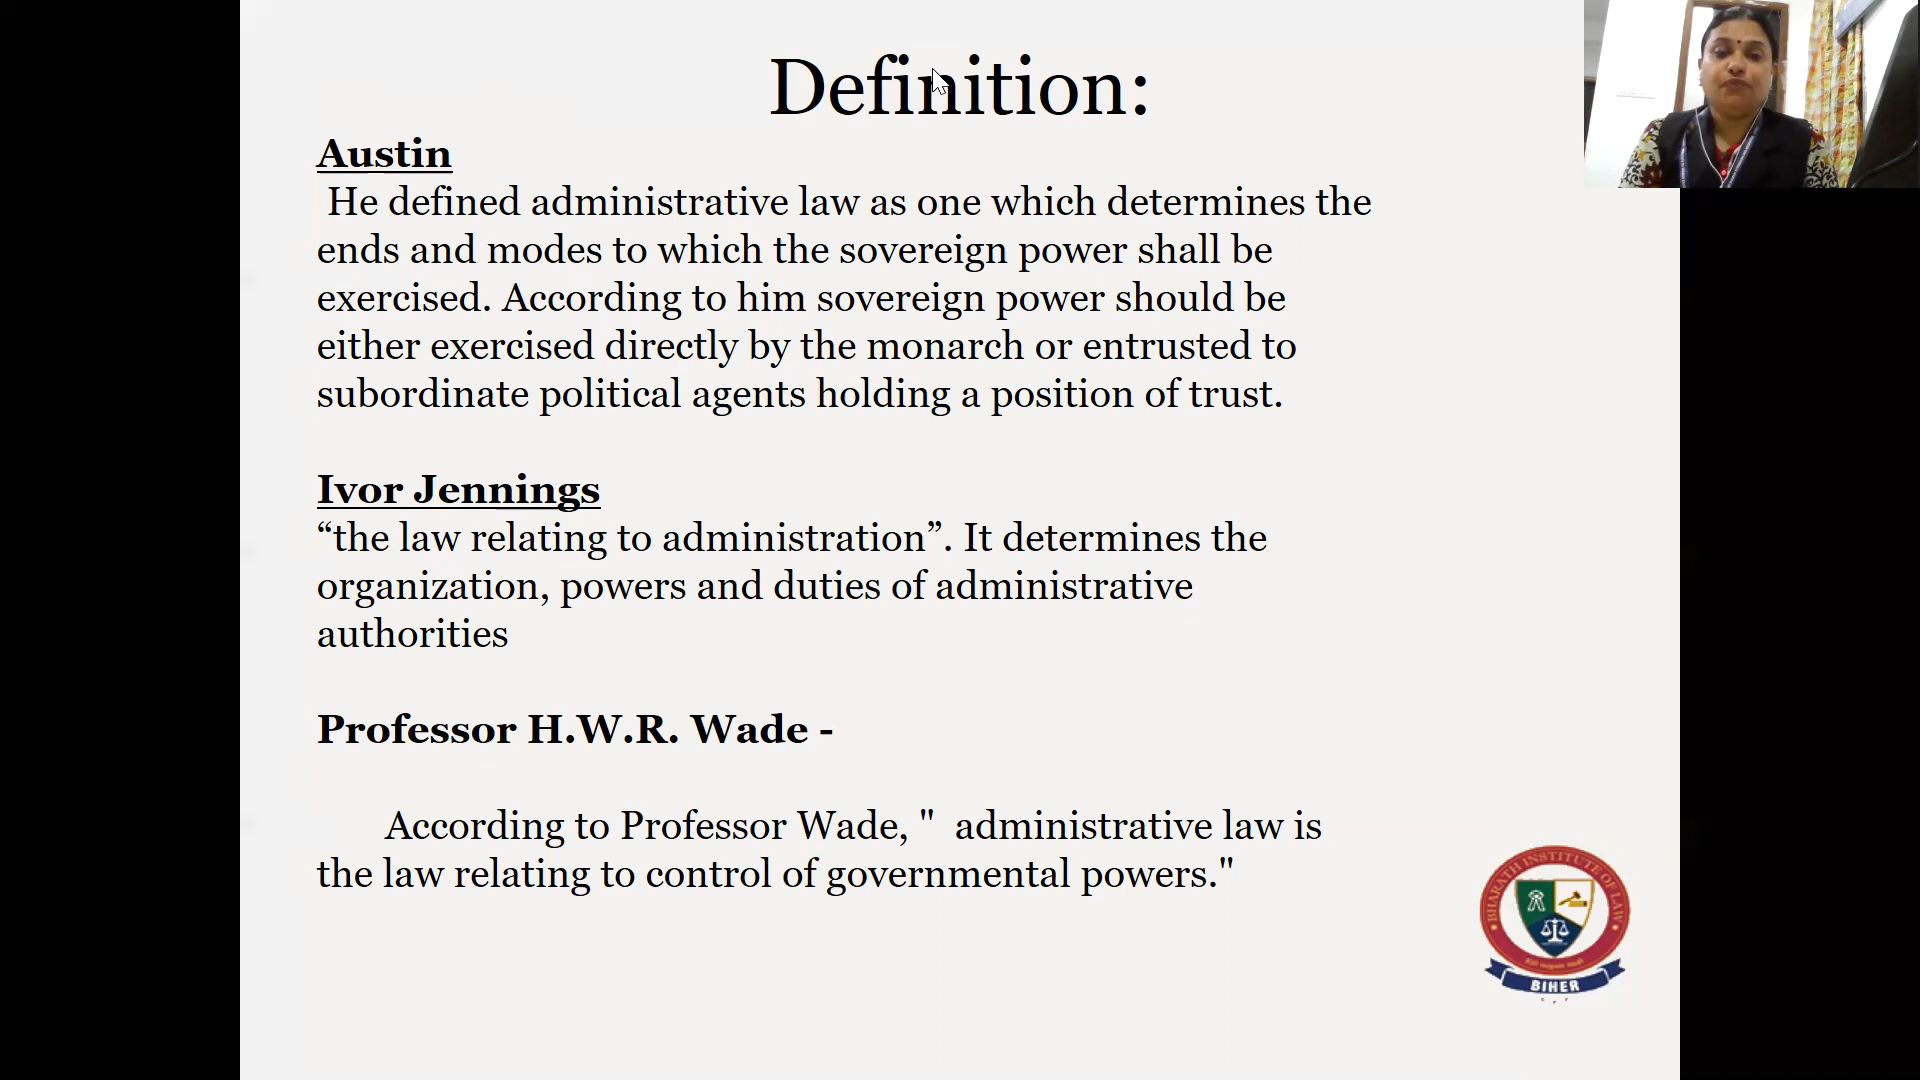 Definition:
Austin
He defined administrative law as one which determines the
ends and modes to which the sovereign power shall be
exercised. According to him sovereign power should be
either exercised directly by the monarch or entrusted to
subordinate political agents holding a position of trust.
Ivor Jennings
“the law relating to administration”. It determines the
organization, powers and duties of administrative
authorities
Professor H.W.R. Wade -
According to Professor Wade, "  administrative law is
the law relating to control of governmental powers."
BHARATH INSTITUTE OF LAW
BIHER